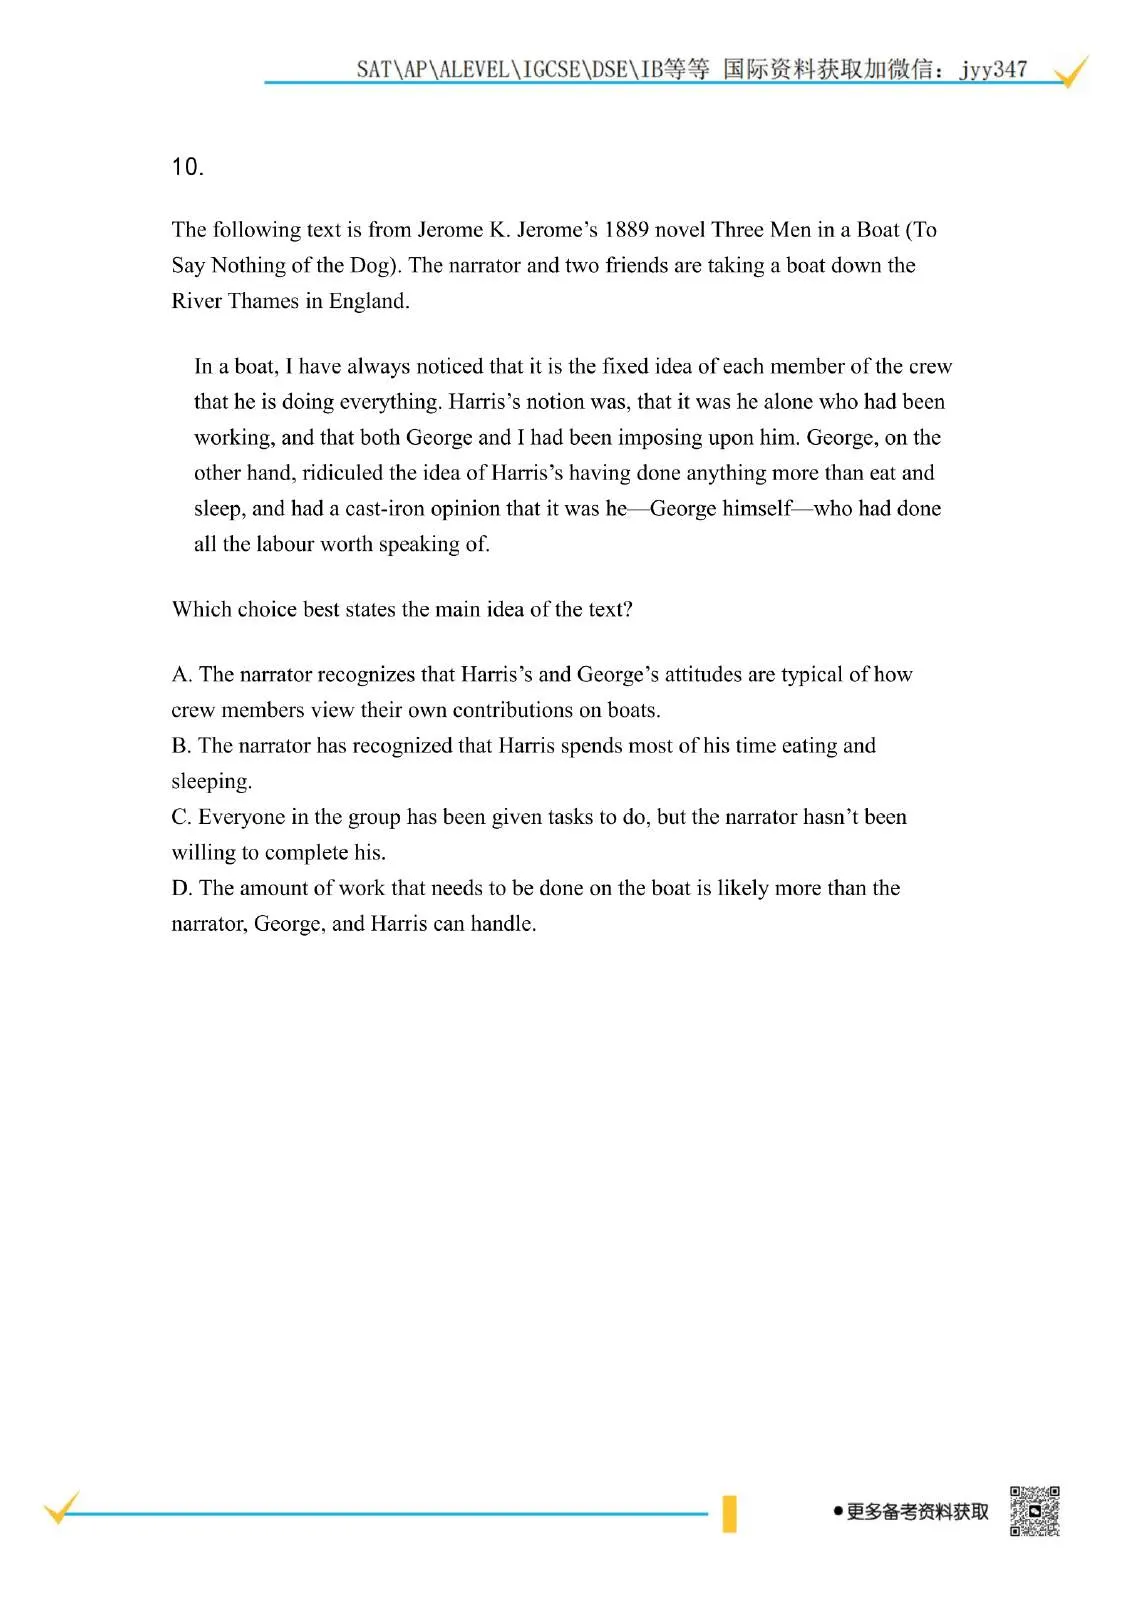 SAT\AP\ALEVEL\IGCSE\DSE\IB等等 国际资料获取加微信：jyy347
10.
The following text is from Jerome K. Jerome’s 1889 novel Three Men in a Boat (To
Say Nothing of the Dog). The narrator and two friends are taking a boat down the
River Thames in England.
In a boat, I have always noticed that it is the fixed idea of each member of the crew
that he is doing everything. Harris’s notion was, that it was he alone who had been
working, and that both George and I had been imposing upon him. George, on the
other hand, ridiculed the idea of Harris’s having done anything more than eat and
sleep, and had a cast-iron opinion that it was he—George himself—who had done
all the labour worth speaking of.
Which choice best states the main idea of the text?
A. The narrator recognizes that Harris’s and George’s attitudes are typical of how
crew members view their own contributions on boats.
B. The narrator has recognized that Harris spends most of his time eating and
sleeping.
C. Everyone in the group has been given tasks to do, but the narrator hasn’t been
willing to complete his.
D. The amount of work that needs to be done on the boat is likely more than the
narrator, George, and Harris can handle.
●更多备考资料获取